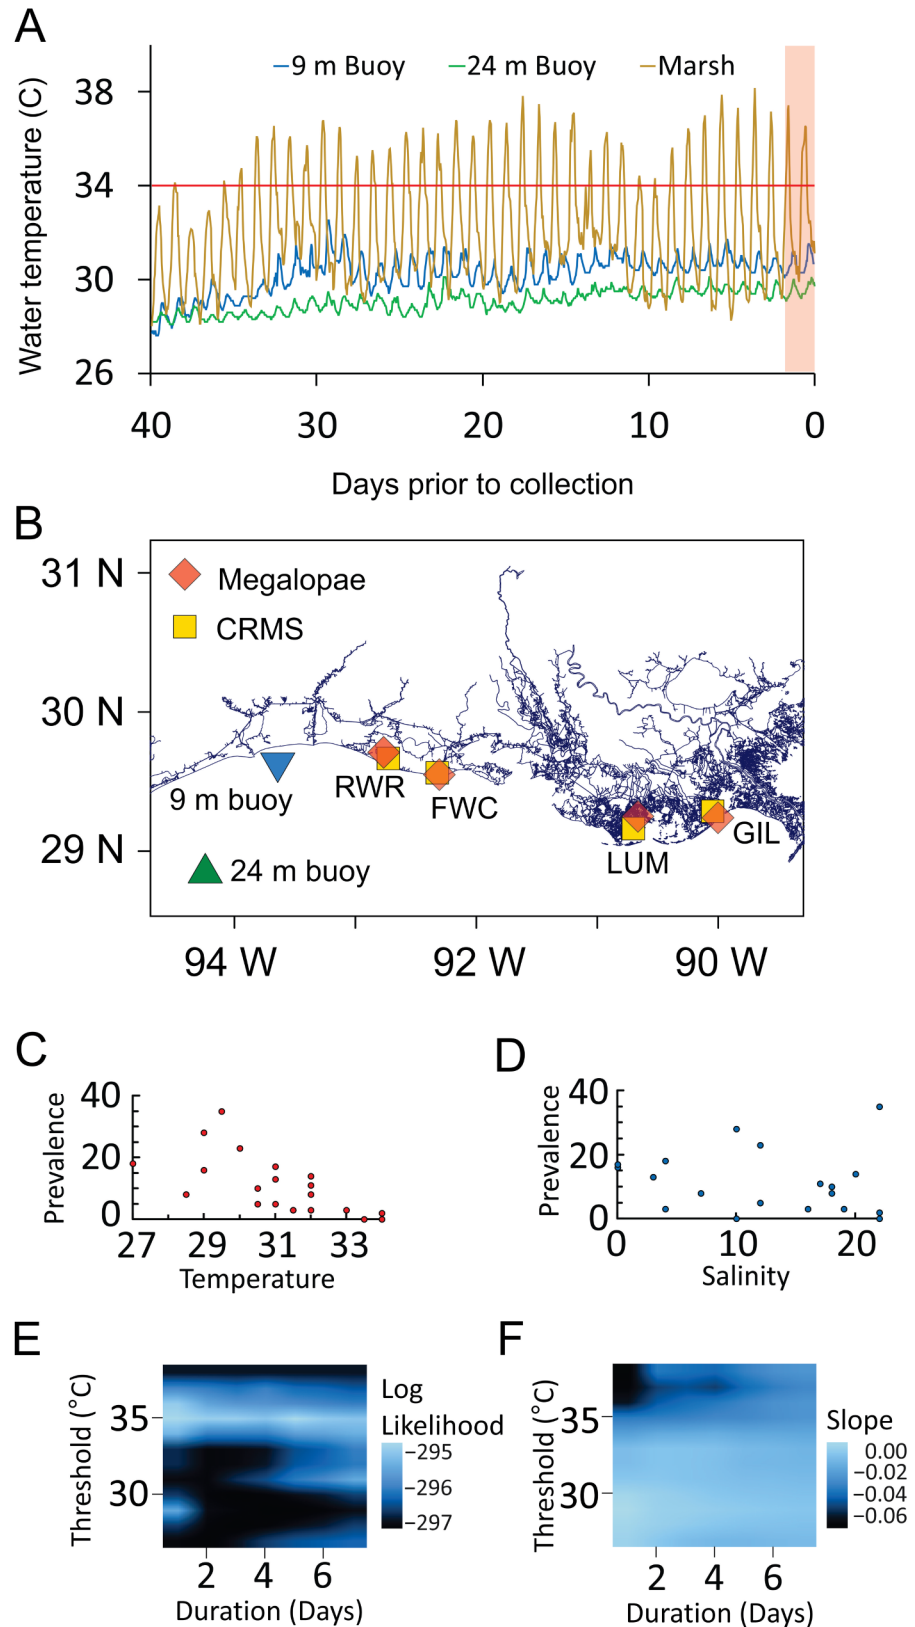 A
Water temperature (C)
9 m Buoy 24 m Buoy Marsh
38
34
30
26
40 30 20 10 0
Days prior to collection
B
31 N
30 N
29 N
Megalopae
CRMS
9 m buoy
RWR
FWC
24 m buoy
LUM
GIL
94 W 92 W 90 W
C
Prevalence
40
20
0
27 29 31 33
Temperature
D
Prevalence
40
20
0
0 10 20
Salinity
E
Threshold (°C)
35
30
2 4 6
Duration (Days)
Log
Likelihood
-295
-296
-297
F
Threshold (°C)
35
30
2 4 6
Duration (Days)
Slope
0.00
-0.02
-0.04
-0.06